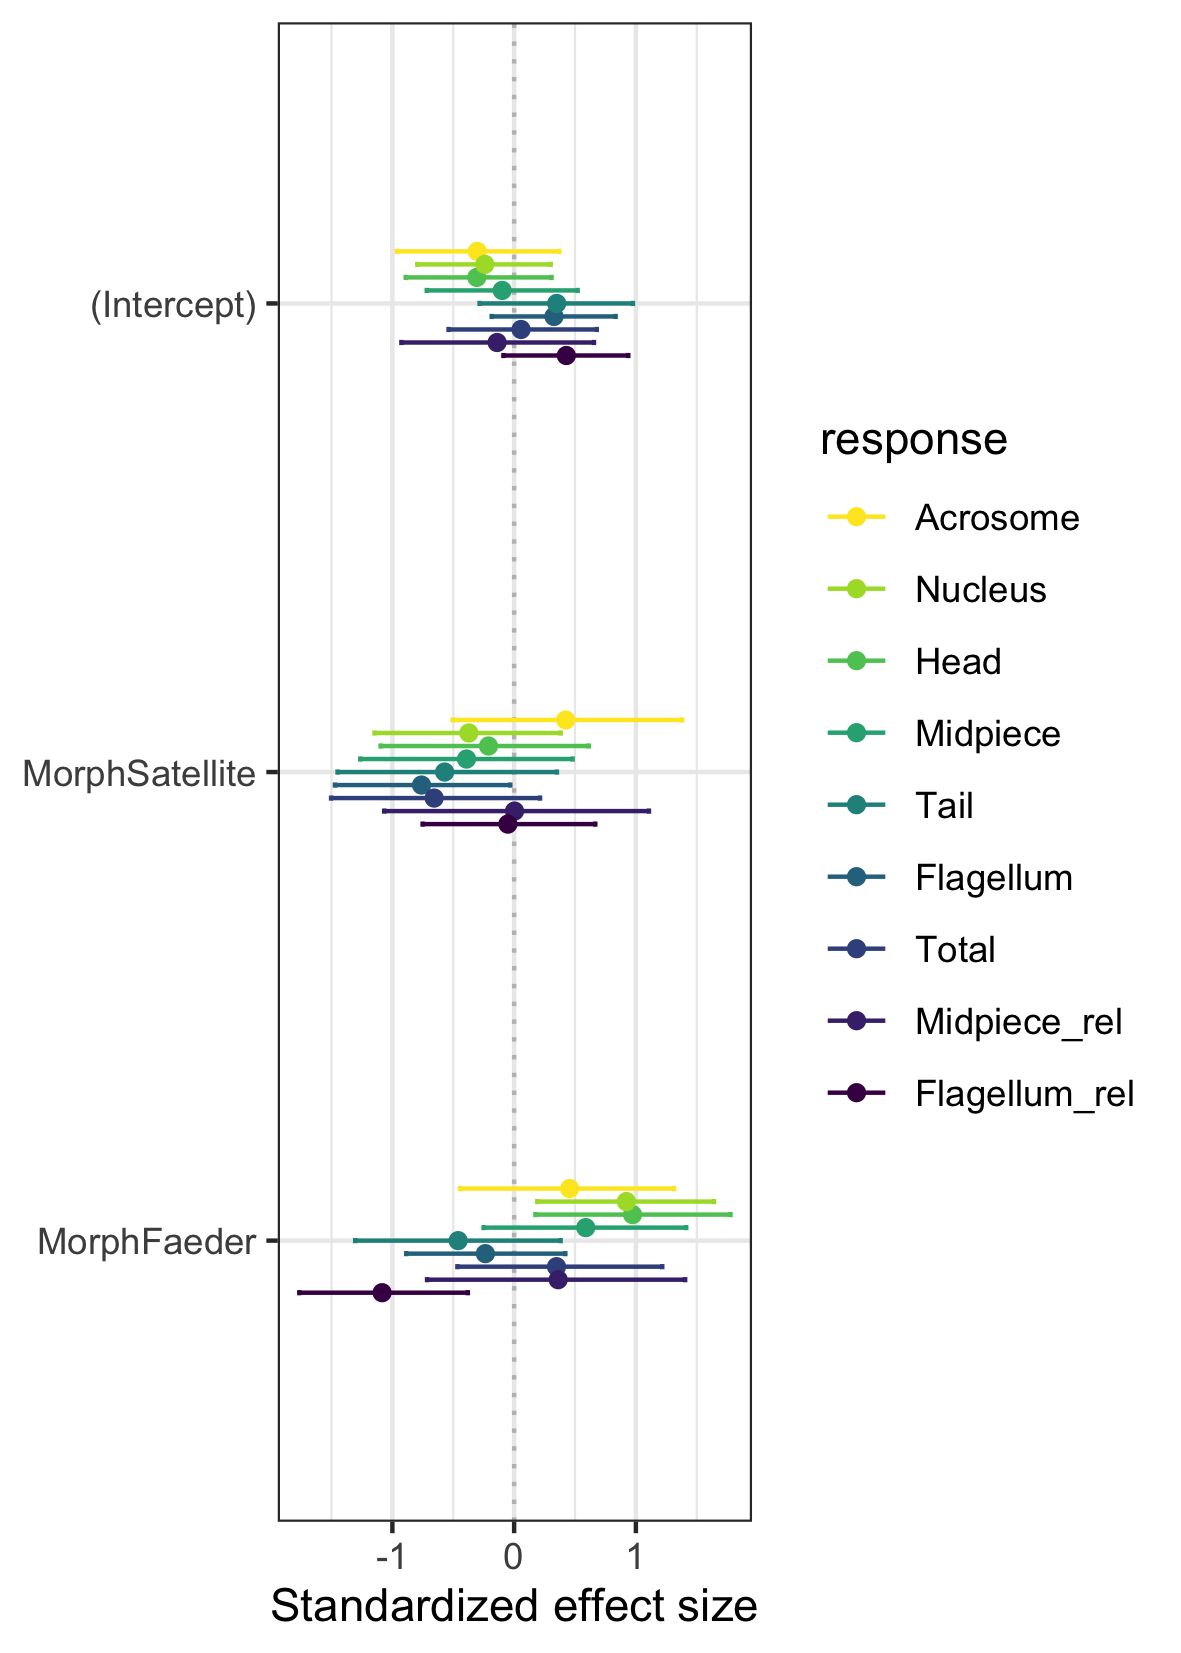 (Intercept)
MorphSatellite
MorphFaeder
-1 0 1
Standardized effect size
response
Acrosome
Nucleus
Head
Midpiece
Tail
Flagellum
Total
Midpiece_rel
Flagellum_rel